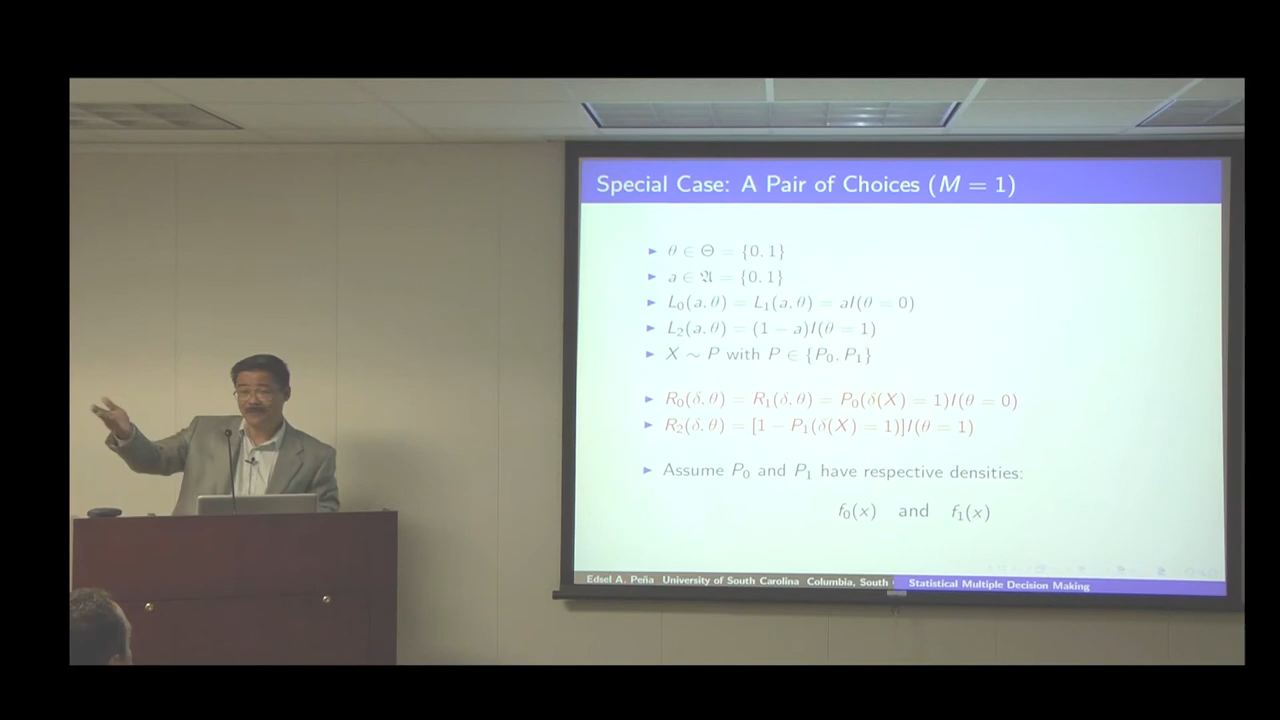 Special Case: A Pair of Choices (M = 1)
θ ∈ Θ = {0, 1}
a ∈ 𝔄 = {0, 1}
L₀(a, θ) = L₁(a, θ) = aI(θ = 0)
L₂(a, θ) = (1 − a)I(θ = 1)
X ∼ P with P ∈ {P₀, P₁}
R₀(δ, θ) = R₁(δ, θ) = P₀(δ(X) = 1)I(θ = 0)
R₂(δ, θ) = [1 − P₁(δ(X) = 1)]I(θ = 1)
Assume P₀ and P₁ have respective densities:
f₀(x) and f₁(x)
Edsel A. Peña University of South Carolina Columbia, South
Statistical Multiple Decision Making